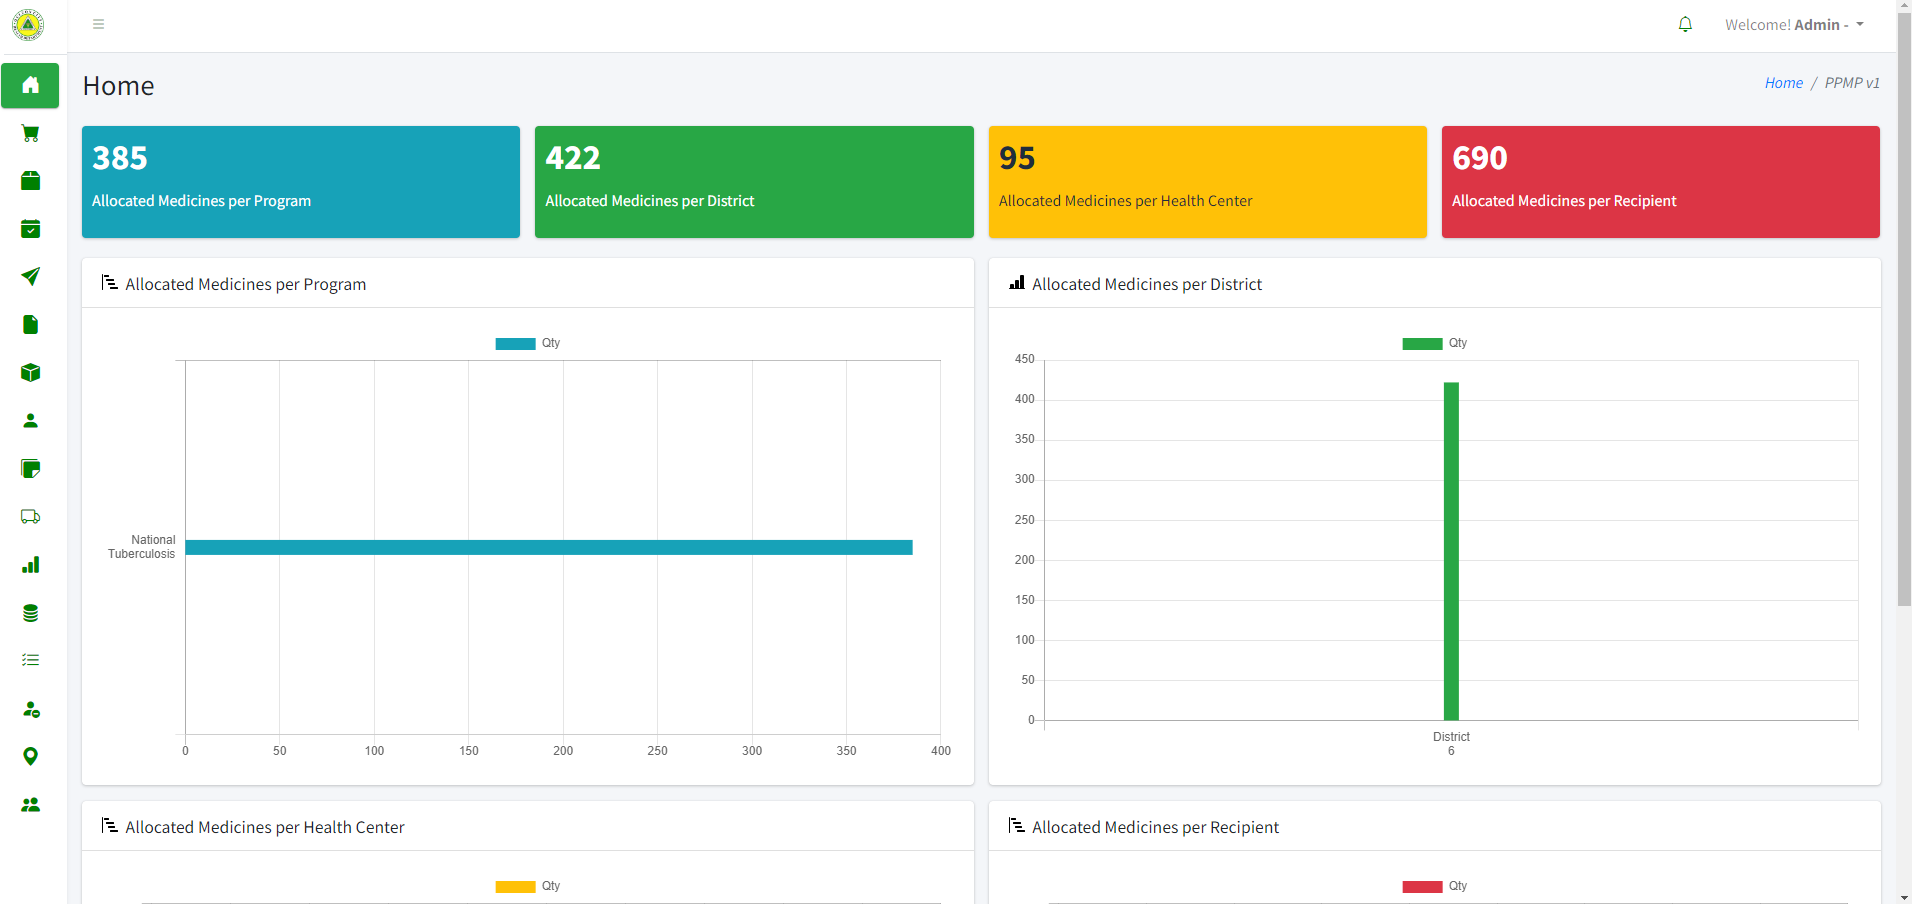 Welcome! Admin -
Home
Home / PPMP v1
385
Allocated Medicines per Program
422
Allocated Medicines per District
95
Allocated Medicines per Health Center
690
Allocated Medicines per Recipient
Allocated Medicines per Program
Qty
National
Tuberculosis
0 50 100 150 200 250 300 350 400
Allocated Medicines per District
Qty
450
400
350
300
250
200
150
100
50
0
District
6
Allocated Medicines per Health Center
Qty
Allocated Medicines per Recipient
Qty